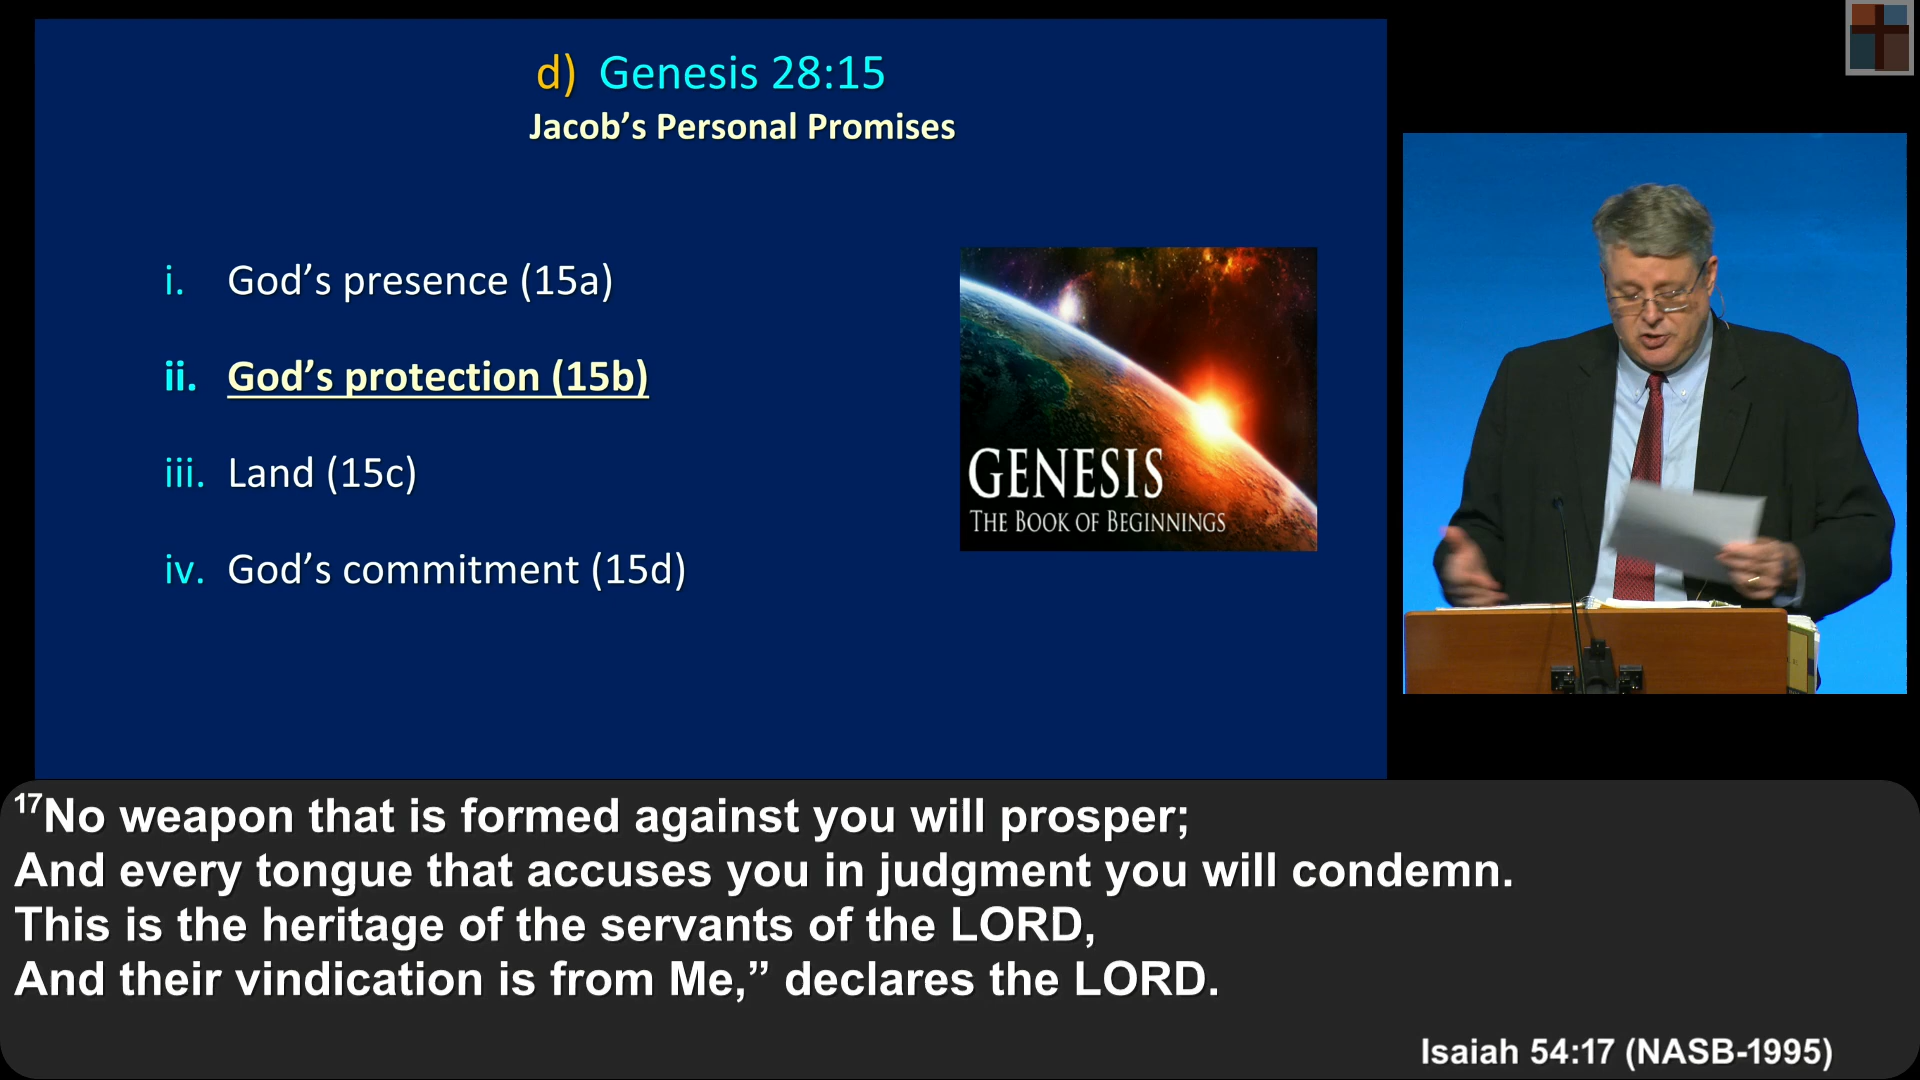 d) Genesis 28:15
Jacob’s Personal Promises
i. God’s presence (15a)
ii. God’s protection (15b)
iii. Land (15c)
iv. God’s commitment (15d)
GENESIS
THE BOOK OF BEGINNINGS
17No weapon that is formed against you will prosper;
And every tongue that accuses you in judgment you will condemn.
This is the heritage of the servants of the LORD,
And their vindication is from Me,” declares the LORD.
Isaiah 54:17 (NASB-1995)